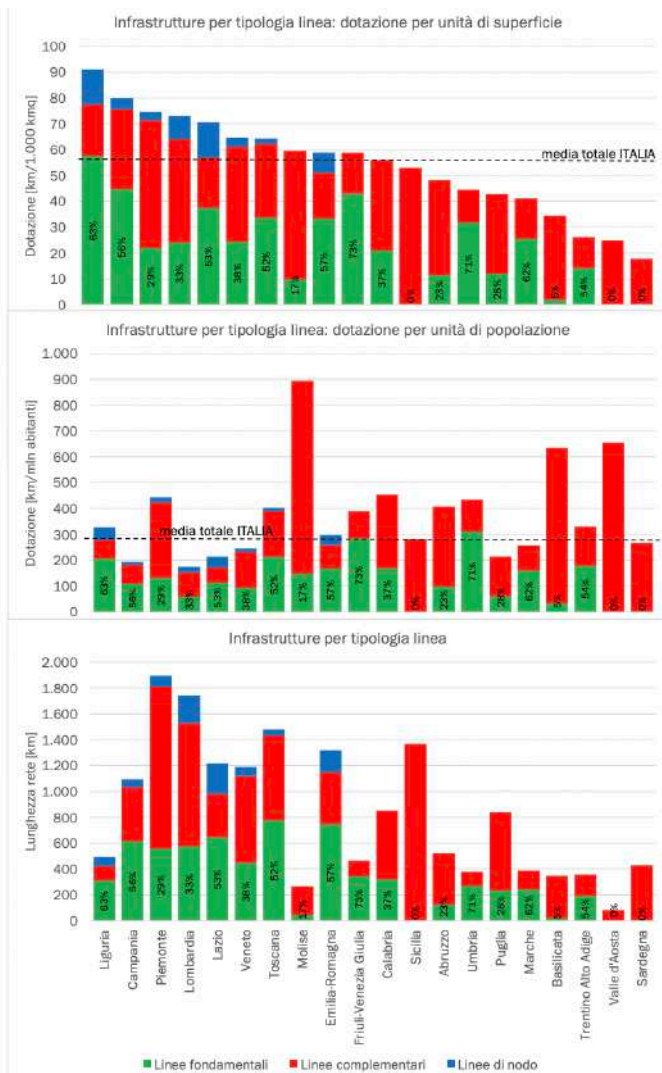 Infrastrutture per tipologia linea: dotazione per unità di superficie
Dotazione [km/1.000 kmq]
100
90
80
70
60
50
40
30
20
10
0
media totale ITALIA
63% 56% 29% 33% 53% 38% 52% 17% 57% 73% 37% 0% 23% 71% 28% 62% 5% 54% 0% 0%
Infrastrutture per tipologia linea: dotazione per unità di popolazione
Dotazione [km/mln abitanti]
1.000
900
800
700
600
500
400
300
200
100
0
media totale ITALIA
63% 56% 29% 33% 53% 38% 52% 17% 57% 73% 37% 0% 23% 71% 28% 62% 5% 54% 0% 0%
Infrastrutture per tipologia linea
Lunghezza rete [km]
2.000
1.800
1.600
1.400
1.200
1.000
800
600
400
200
0
63% 56% 29% 33% 53% 38% 52% 17% 57% 73% 37% 0% 23% 71% 28% 62% 5% 54% 0% 0%
Liguria
Campania
Piemonte
Lombardia
Lazio
Veneto
Toscana
Molise
Emilia-Romagna
Friuli-Venezia Giulia
Calabria
Sicilia
Abruzzo
Umbria
Puglia
Marche
Basilicata
Trentino Alto Adige
Valle d'Aosta
Sardegna
Linee fondamentali Linee complementari Linee di nodo